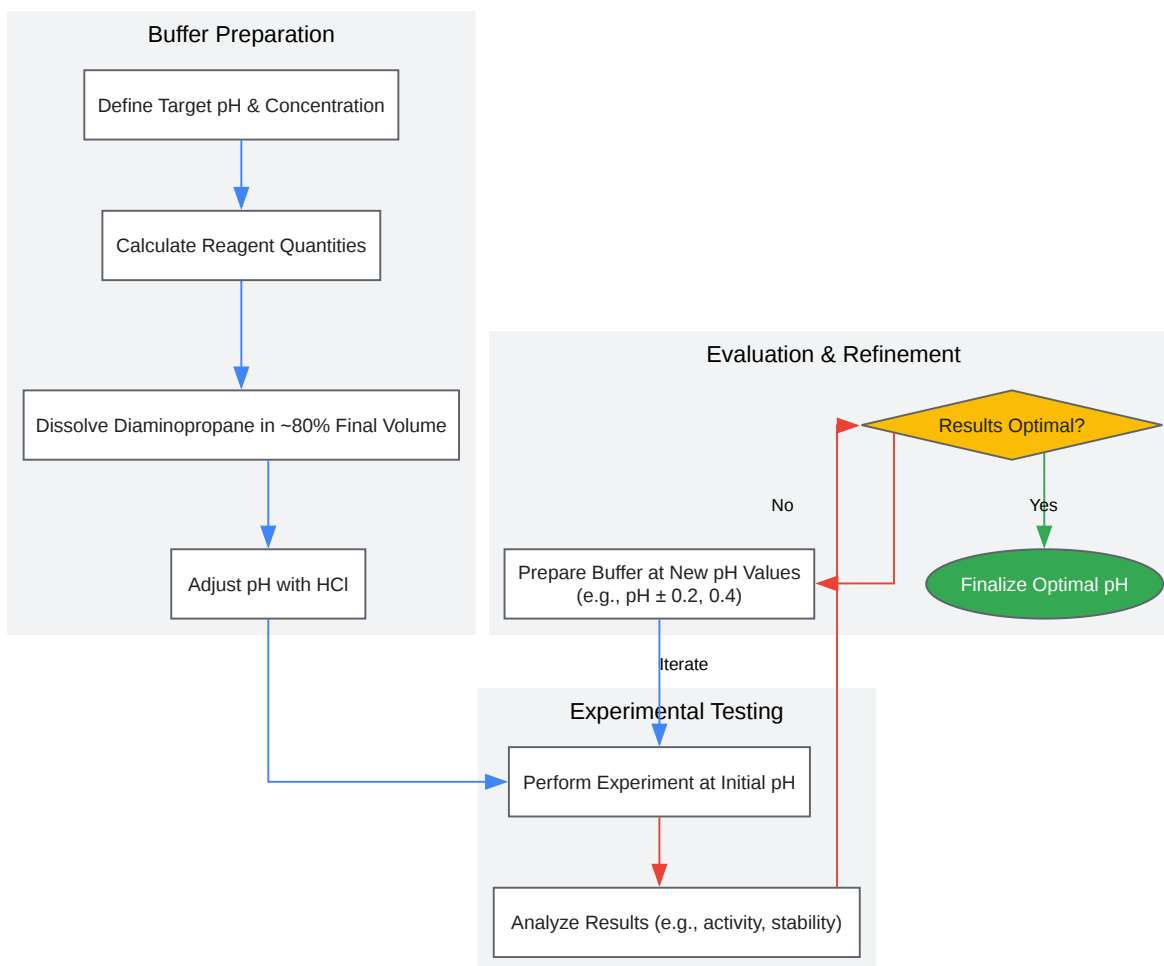 Buffer Preparation
Define Target pH & Concentration
Calculate Reagent Quantities
Dissolve Diaminopropane in ~80% Final Volume
Adjust pH with HCl
Evaluation & Refinement
Results Optimal?
No
Yes
Prepare Buffer at New pH Values
(e.g., pH ± 0.2, 0.4)
Finalize Optimal pH
Iterate
Experimental Testing
Perform Experiment at Initial pH
Analyze Results (e.g., activity, stability)